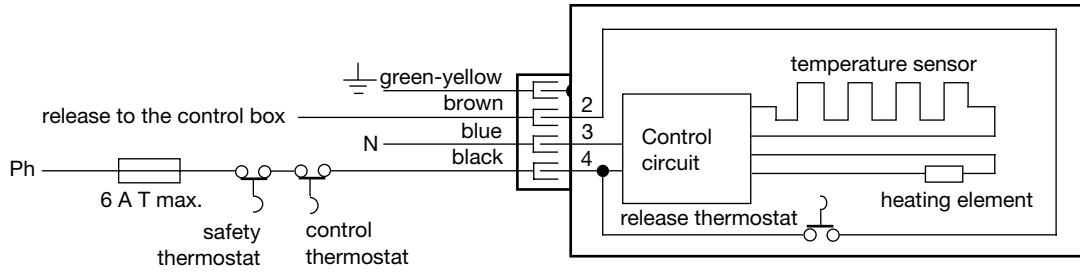 temperature sensor
green-yellow
brown
2
release to the control box
blue
3
N
Control
circuit
black
4
Ph
6 A T max.
heating element
release thermostat
safety
thermostat
control
thermostat